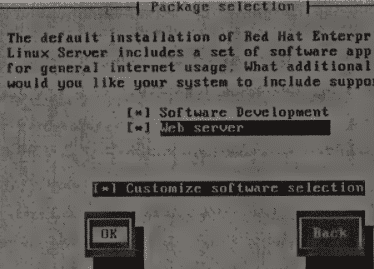 Package selection
The default installation of Red Hat Enterpr
Linux Server includes a set of software app
for general internet usage. What additional
would you like your system to include suppo
[*] Software Development
[*] Web server
[*] Customize software selection
OK
Back